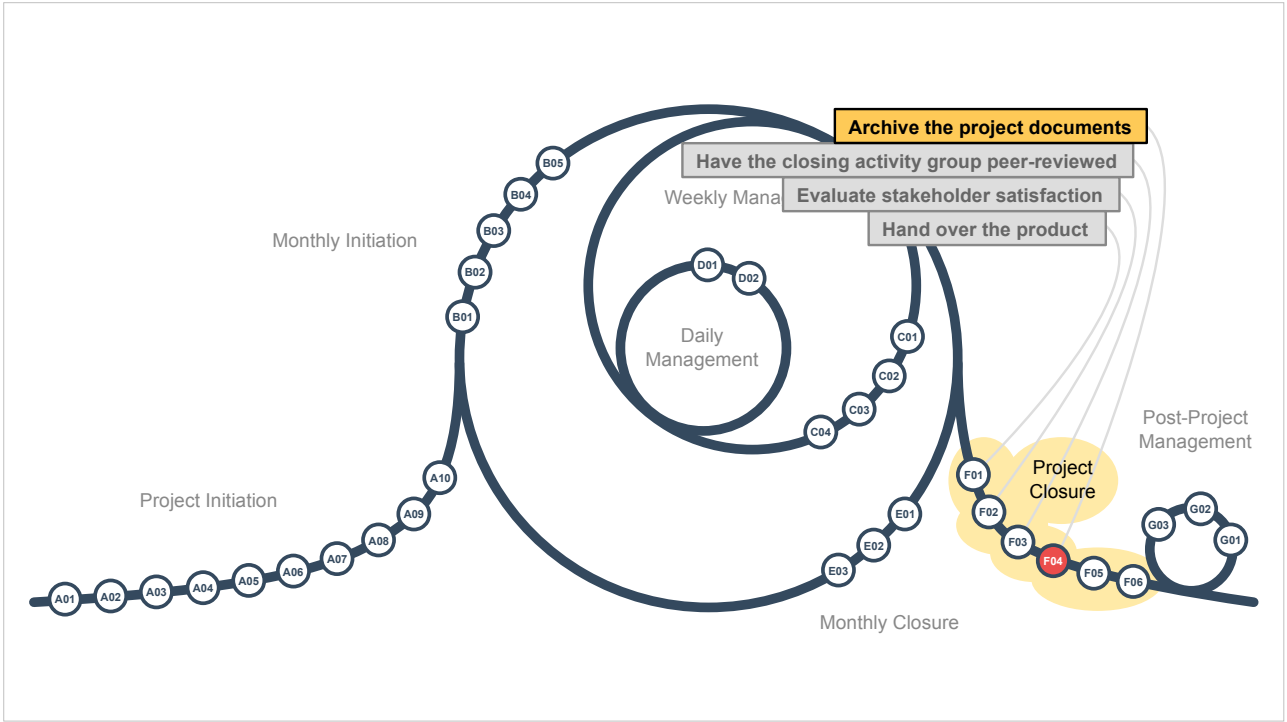 Archive the project documents
Have the closing activity group peer-reviewed
Evaluate stakeholder satisfaction
Hand over the product
Weekly Mana
Monthly Initiation
B05
B04
B03
B02
B01
D01
D02
Daily
Management
C01
C02
C03
C04
Post-Project
Management
Project Initiation
A10
A09
A08
A07
A06
A05
A04
A03
A02
A01
E01
E02
E03
Monthly Closure
Project
Closure
F01
F02
F03
F04
F05
F06
G03
G02
G01